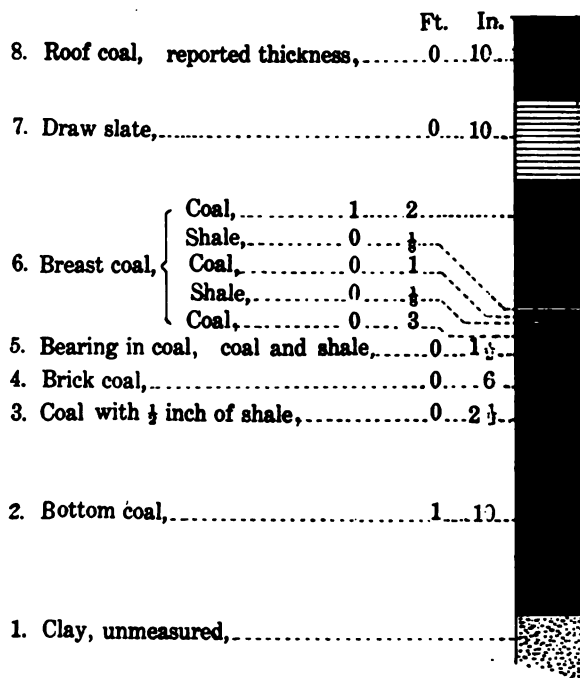 Ft. In.
8. Roof coal, reported thickness, 0 10
7. Draw slate, 0 10
Coal, 1 2
Shale, 0 ⅛
6. Breast coal, Coal, 0 1
Shale, 0 ⅛
Coal, 0 3
5. Bearing in coal, coal and shale, 0 1½
4. Brick coal, 0 6
3. Coal with ½ inch of shale, 0 2½
2. Bottom coal, 1 10
1. Clay, unmeasured,